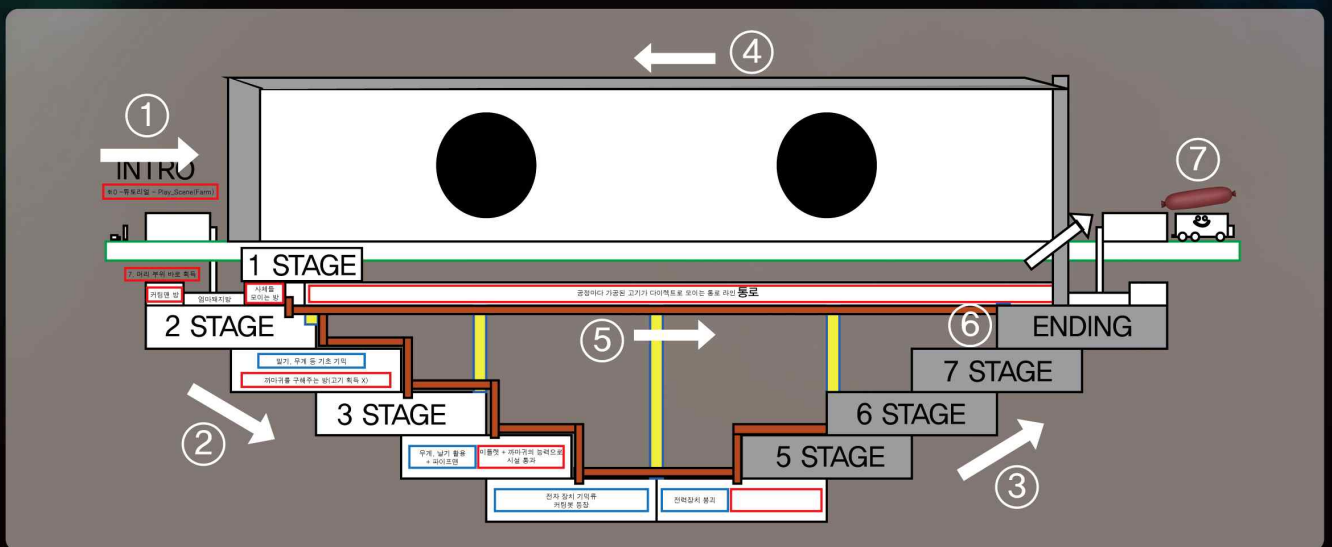 ④
①
INTRO
※0 -튜토리얼 - Play_Scene(Farm)
⑦
7. 머리 부위 바로 획득
1 STAGE
커팅맨 방
엄마돼지방
시체들
모이는 방
공정마다 가공된 고기가 다이렉트로 모이는 통로 라인 통로
2 STAGE
⑤
⑥
ENDING
밀기, 무게 등 기초 기믹
까마귀를 구해주는 방(고기 획득 X)
7 STAGE
②
3 STAGE
6 STAGE
무게, 날기 활용
+ 파이프맨
미플렛 + 까마귀의 능력으로
시설 통과
5 STAGE
③
전자 장치 기믹류
커팅봇 등장
전력장치 붕괴